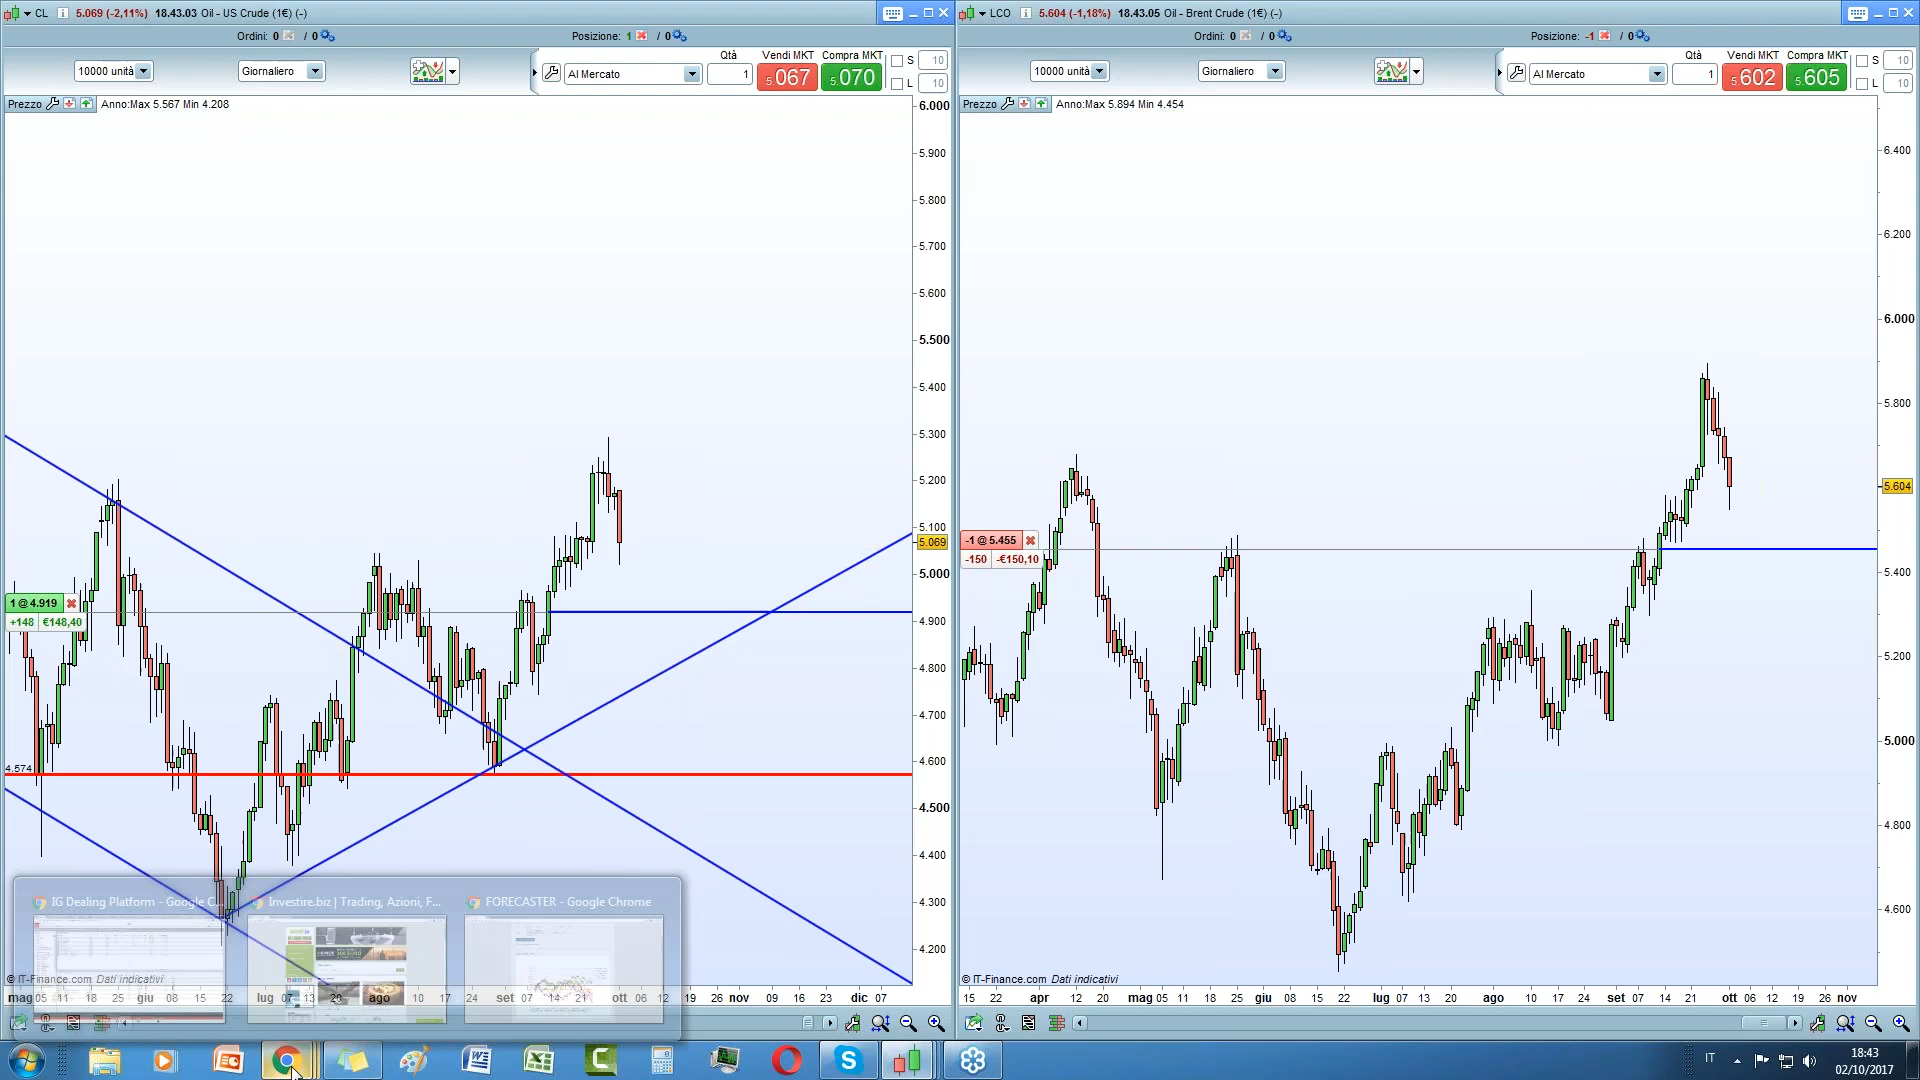 CL 5.069 (-2,11%) 18.43.03 Oil - US Crude (1€) (-)
Ordini: 0 / 0 Posizione: 1 / 0
10000 unità Giornaliero
Al Mercato
Qtà Vendi MKT Compra MKT
1 5.067 5.070
S 10
L 10
Prezzo Anno:Max 5.567 Min 4.208
6.000
5.900
5.800
5.700
5.600
5.500
5.400
5.300
5.200
5.100
5.069
5.000
4.900
4.800
4.700
4.600
4.500
4.400
4.300
4.200
1 @ 4.919
+148 €148,40
4.574
IG Dealing Platform - Google C...
Investire.biz | Trading, Azioni, F...
FORECASTER - Google Chrome
© IT-Finance.com Dati indicativi
mag 05 11 18 25 giu 08 15 22 lug 07 13 20 ago 10 17 24 set 07 14 21 ott 06 12 19 26 nov 09 16 23 dic 07
LCO 5.604 (-1,18%) 18.43.05 Oil - Brent Crude (1€) (-)
Ordini: 0 / 0 Posizione: -1 / 0
10000 unità Giornaliero
Al Mercato
Qtà Vendi MKT Compra MKT
1 5.602 5.605
S 10
L 10
Prezzo Anno:Max 5.894 Min 4.454
6.400
6.200
6.000
5.800
5.604
5.400
5.200
5.000
4.800
4.600
-1 @ 5.455
-150 -€150,10
© IT-Finance.com Dati indicativi
15 22 apr 12 20 mag 05 11 18 25 giu 08 15 22 lug 07 13 20 ago 10 17 24 set 07 14 21 ott 06 12 19 26 nov
IT
18:43
02/10/2017